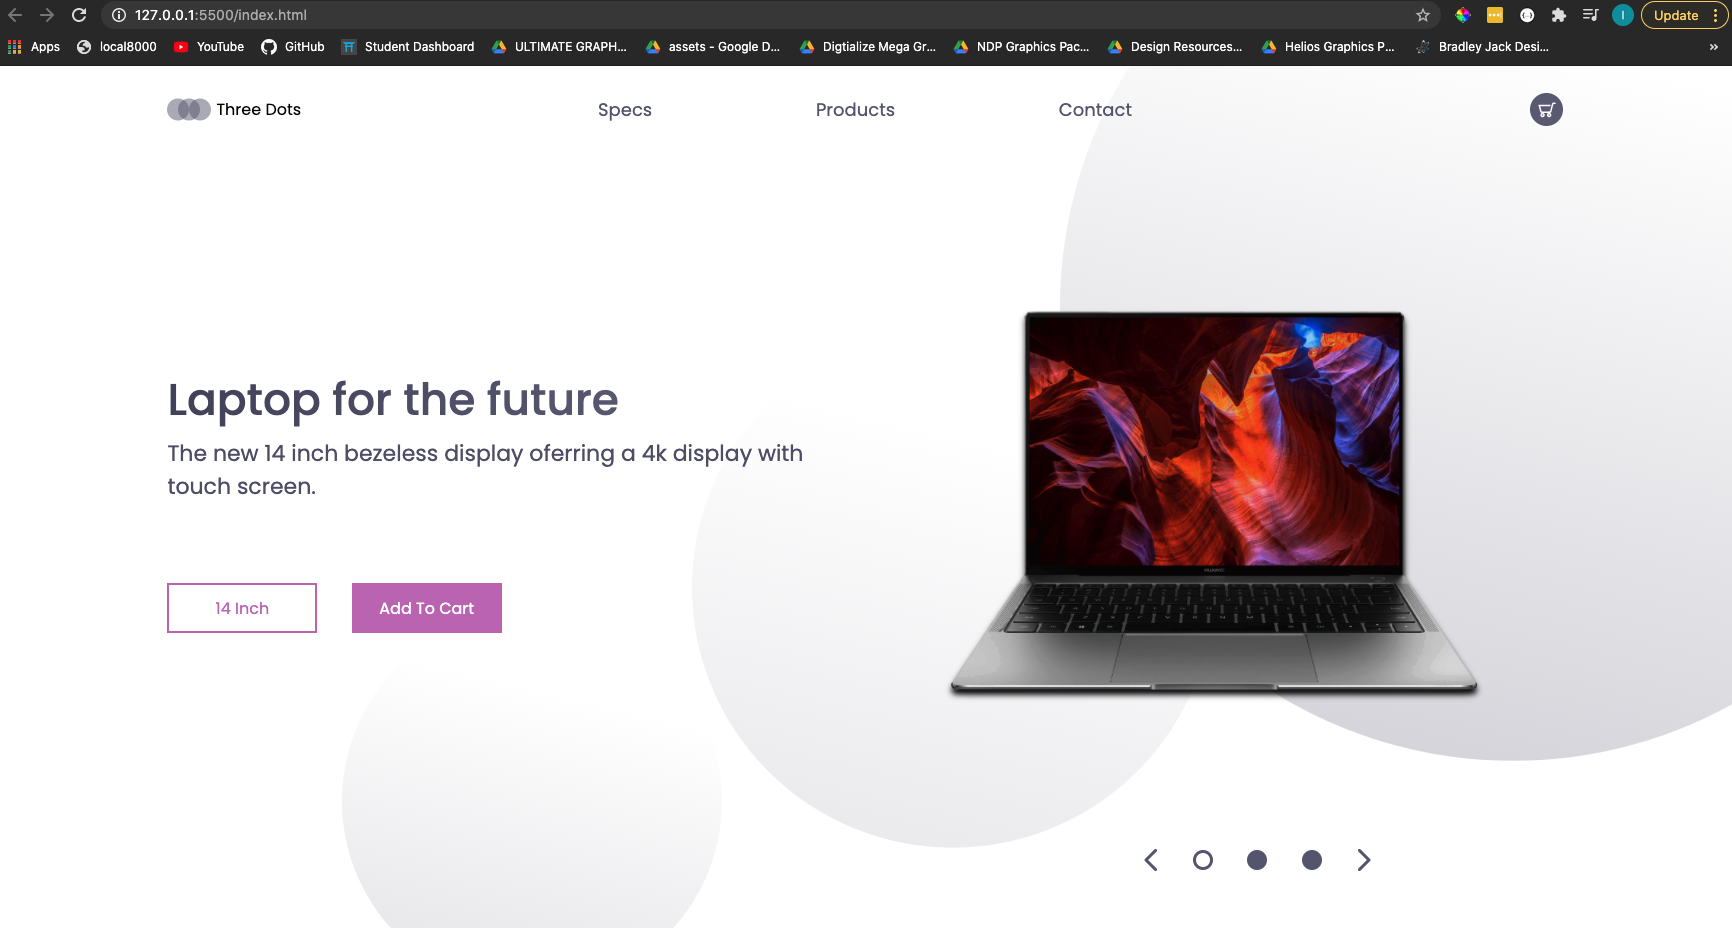 127.0.0.1:5500/index.html
Update
Apps
local8000
YouTube
GitHub
Student Dashboard
ULTIMATE GRAPH...
assets - Google D...
Digtialize Mega Gr...
NDP Graphics Pac...
Design Resources...
Helios Graphics P...
Bradley Jack Desi...
»
Three Dots
Specs
Products
Contact
Laptop for the future
The new 14 inch bezeless display oferring a 4k display with
touch screen.
14 Inch
Add To Cart
HUAWEI